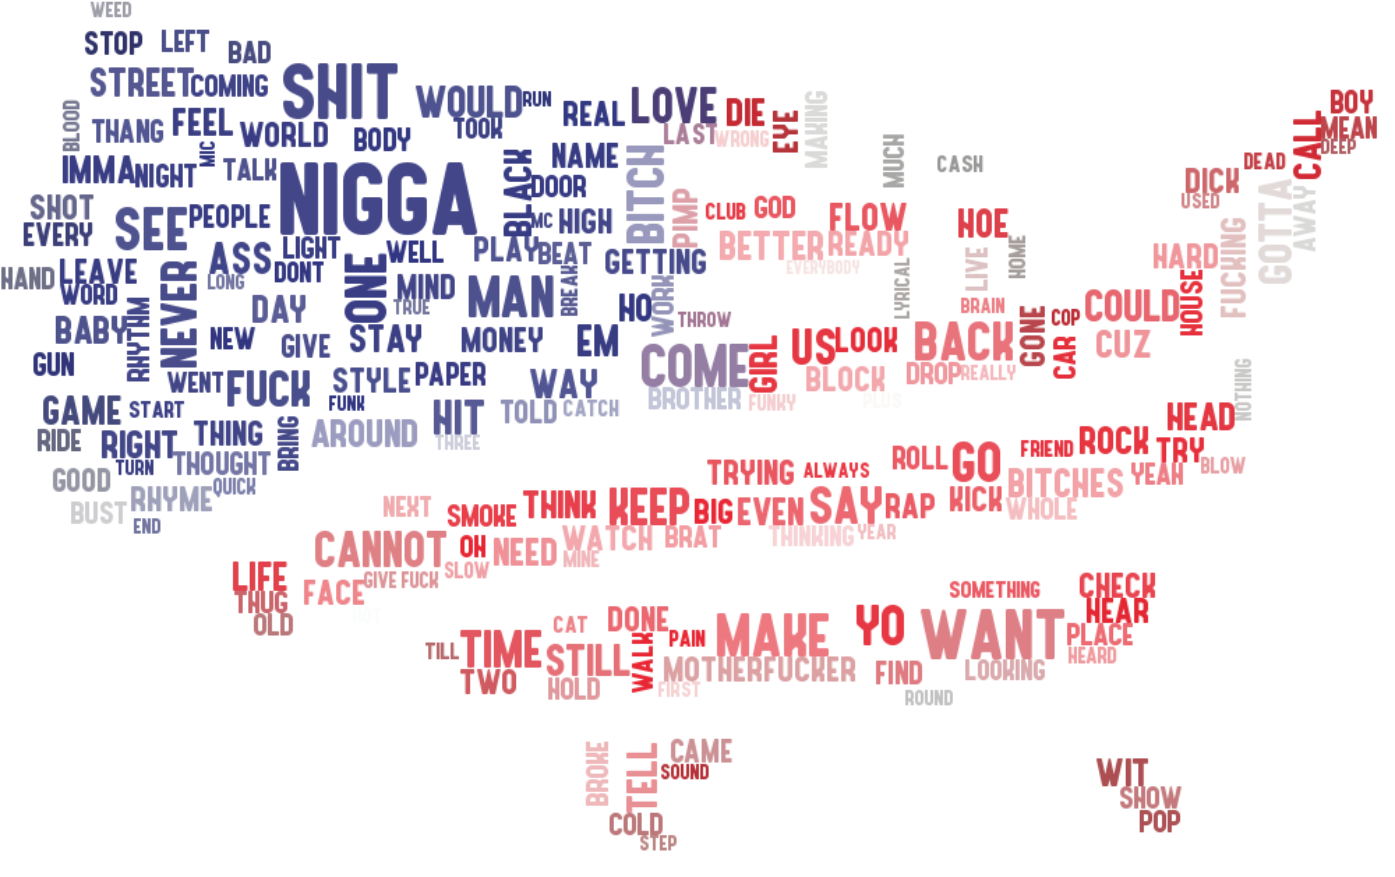 WEED
STOP LEFT BAD
STREET COMING SHIT WOULD RUN REAL LOVE DIE EYE MAKING BOY
BLOOD THANG FEEL WORLD BODY TOOK LAST WRONG CALL MEAN
MIC BLACK NAME BITCH MUCH CASH DEAD DEEP
IMMA NIGHT TALK NIGGA DOOR DICK
SHOT SEE PEOPLE MC HIGH PIMP CLUB GOD FLOW HOE USED GOTTA AWAY
EVERY ASS LIGHT WELL PLAY BEAT GETTING BETTER READY LIVE HOME HARD FUCKING
HAND LEAVE LONG DONT ONE MIND MAN BREAK WORK EVERYBODY LYRICAL HOUSE
WORD NEVER DAY TRUE HO THROW BRAIN GONE COP COULD
BABY RHYTHM NEW GIVE STAY MONEY EM GIRL US LOOK BACK CAR CUZ
GUN WENT FUCK STYLE PAPER WAY COME BLOCK DROP REALLY NOTHING
GAME START FUNK HIT TOLD CATCH BROTHER FUNKY PLUS HEAD
RIDE RIGHT THING BRING AROUND THREE FRIEND ROCK TRY
GOOD TURN THOUGHT TRYING ALWAYS ROLL GO BITCHES YEAH BLOW
BUST RHYME QUICK NEXT SMOKE THINK KEEP BIG EVEN SAY RAP KICK WHOLE
END CANNOT OH NEED WATCH BRAT THINKING YEAR
MINE
LIFE FACE GIVE FUCK SLOW SOMETHING CHECK
THUG HEAR
OLD CAT DONE PAIN MAKE YO WANT PLACE
TILL TIME STILL WALK MOTHERFUCKER FIND LOOKING HEARD
TWO HOLD FIRST ROUND
BROKE TELL CAME
SOUND WIT
COLD SHOW
STEP POP